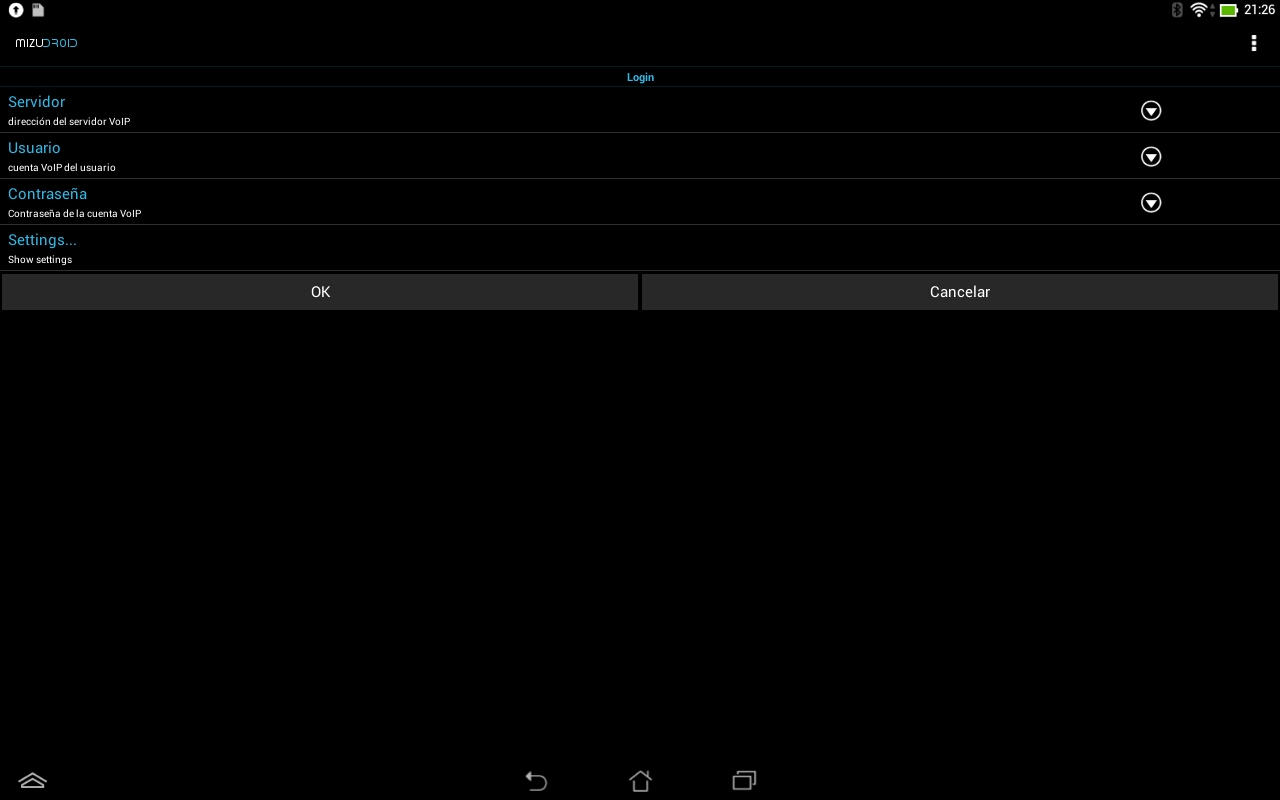 21:26
MIZUDROID
Login
Servidor
dirección del servidor VoIP
Usuario
cuenta VoIP del usuario
Contraseña
Contraseña de la cuenta VoIP
Settings...
Show settings
OK
Cancelar